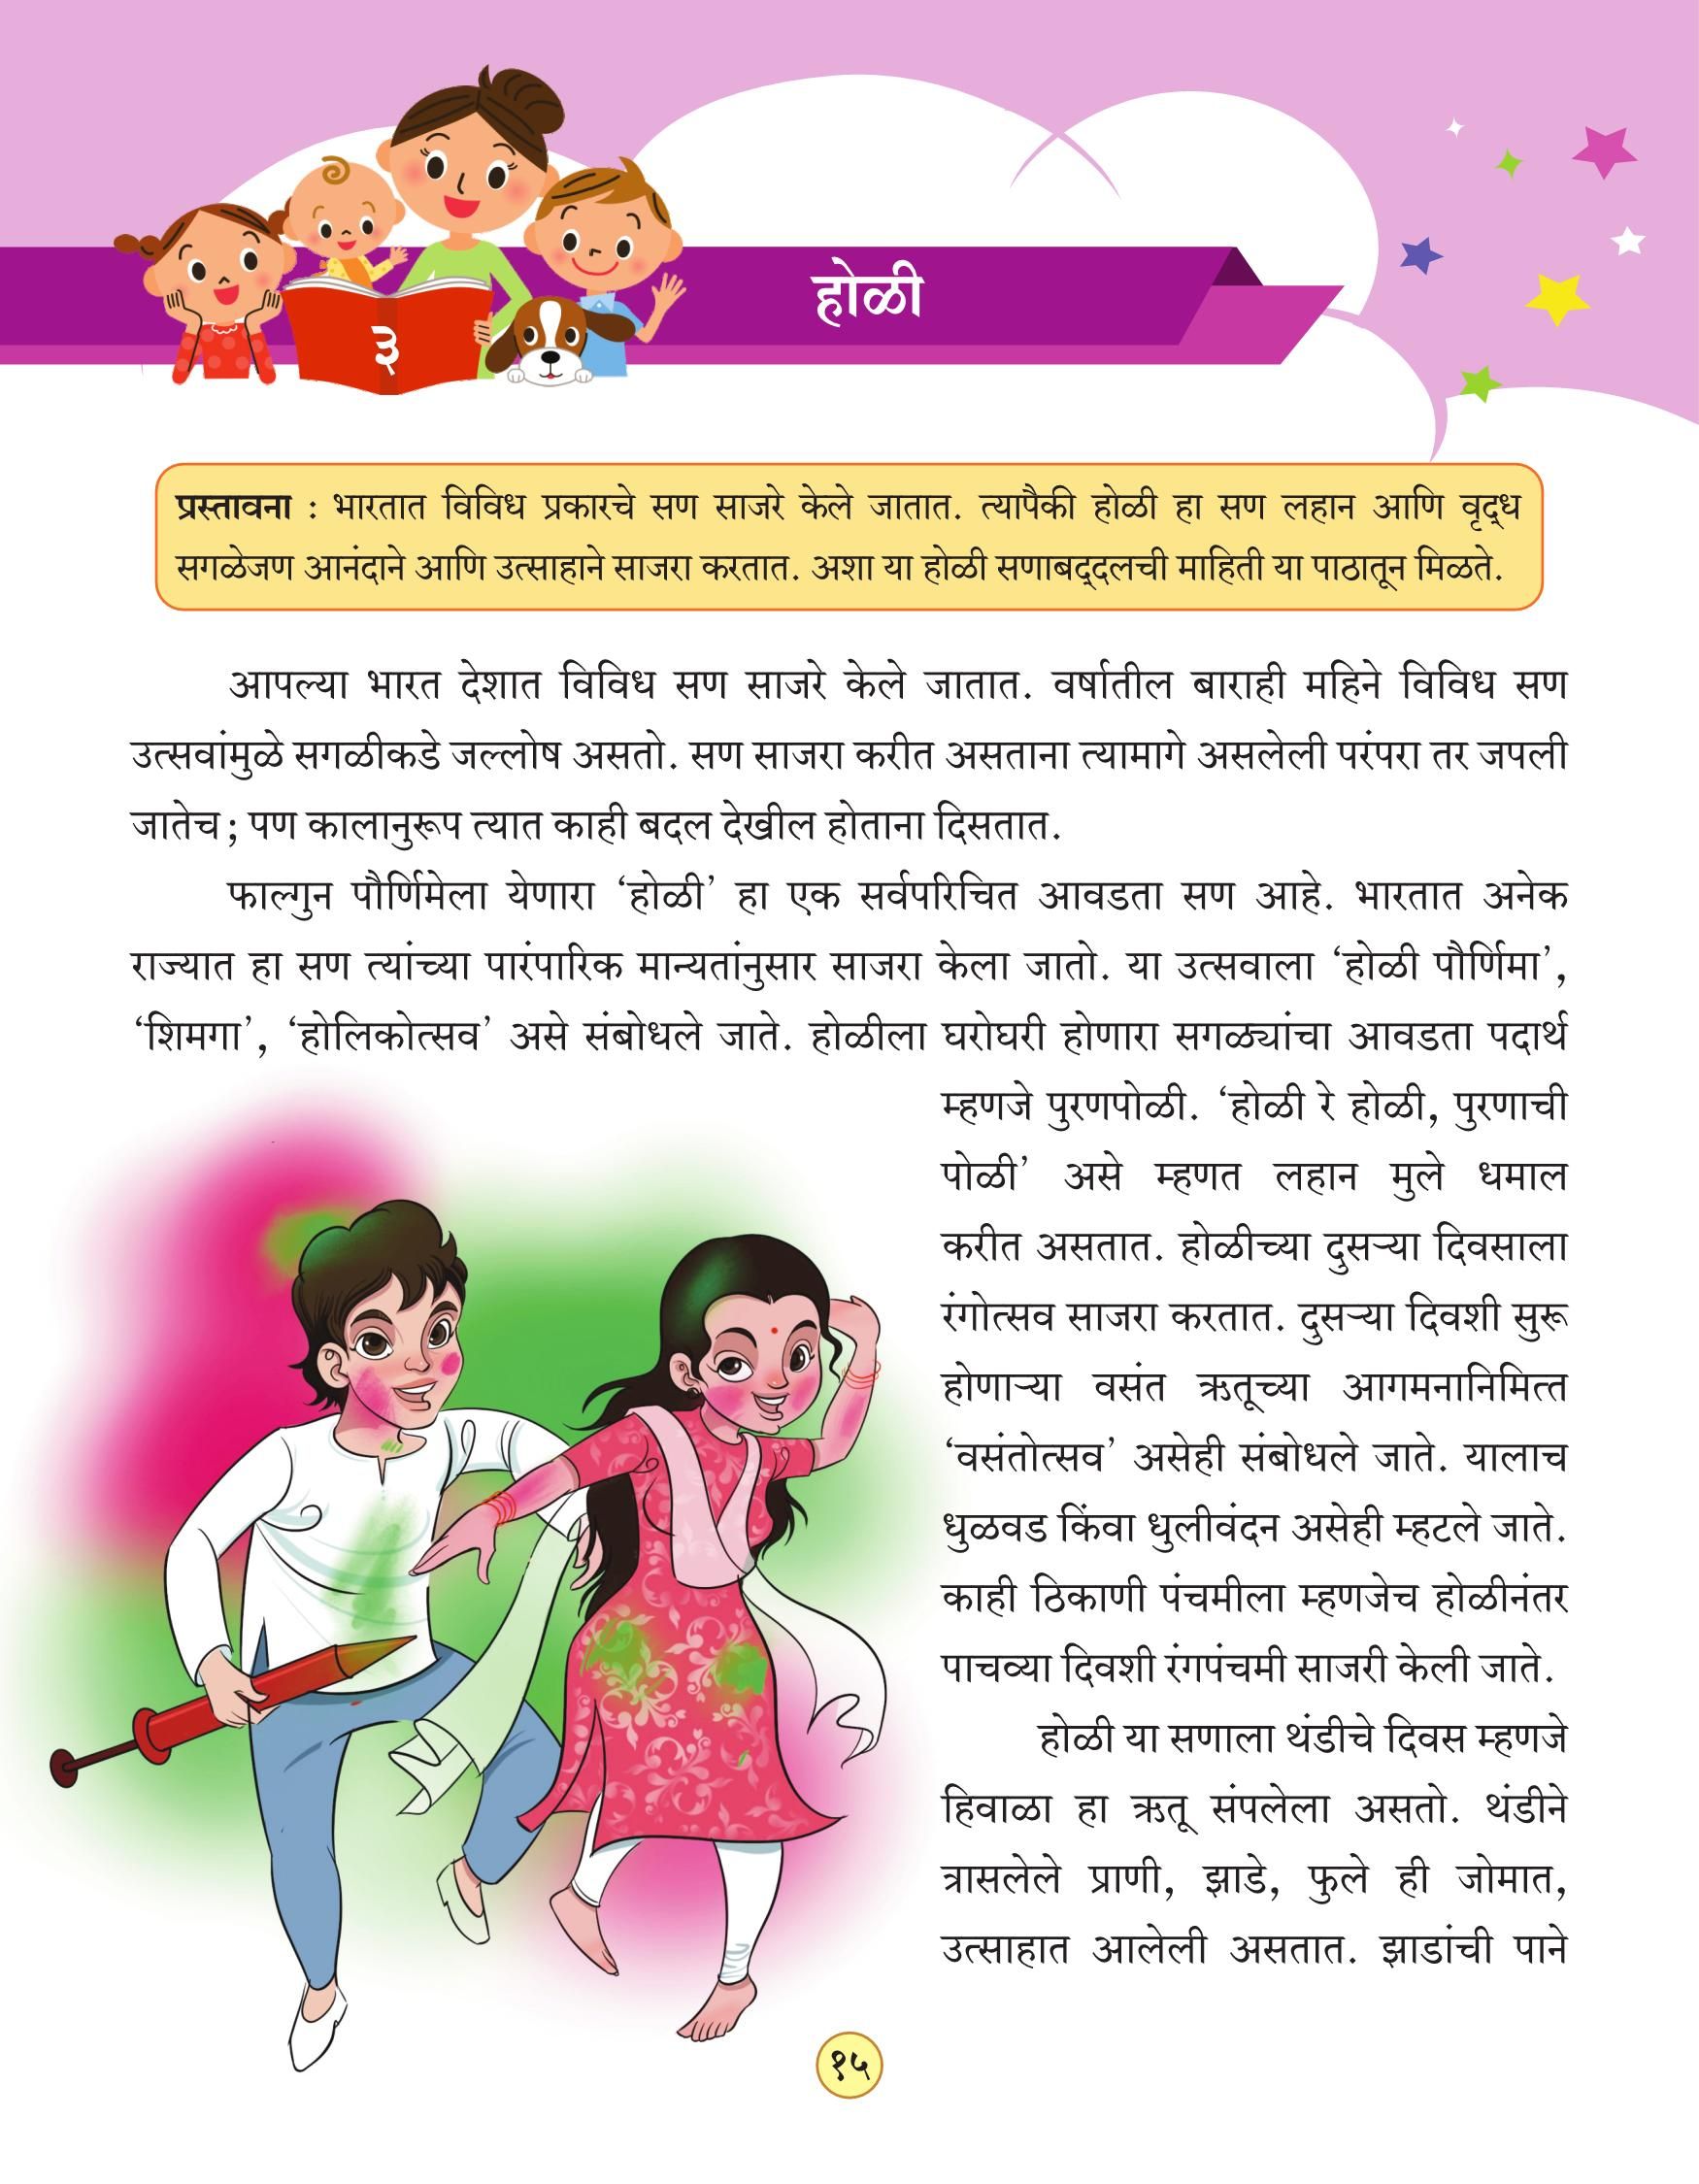 ३
होळी
प्रस्तावना : भारतात विविध प्रकारचे सण साजरे केले जातात. त्यापैकी होळी हा सण लहान आणि वृद्ध
सगळेजण आनंदाने आणि उत्साहाने साजरा करतात. अशा या होळी सणाबद्दलची माहिती या पाठातून मिळते.
आपल्या भारत देशात विविध सण साजरे केले जातात. वर्षातील बाराही महिने विविध सण
उत्सवांमुळे सगळीकडे जल्लोष असतो. सण साजरा करीत असताना त्यामागे असलेली परंपरा तर जपली
जातेच; पण कालानुरूप त्यात काही बदल देखील होताना दिसतात.
फाल्गुन पौर्णिमेला येणारा ‘होळी’ हा एक सर्वपरिचित आवडता सण आहे. भारतात अनेक
राज्यात हा सण त्यांच्या पारंपारिक मान्यतांनुसार साजरा केला जातो. या उत्सवाला ‘होळी पौर्णिमा’,
‘शिमगा’, ‘होलिकोत्सव’ असे संबोधले जाते. होळीला घरोघरी होणारा सगळ्यांचा आवडता पदार्थ
म्हणजे पुरणपोळी. ‘होळी रे होळी, पुरणाची
पोळी’ असे म्हणत लहान मुले धमाल
करीत असतात. होळीच्या दुसऱ्या दिवसाला
रंगोत्सव साजरा करतात. दुसऱ्या दिवशी सुरू
होणाऱ्या वसंत ऋतूच्या आगमनानिमित्त
‘वसंतोत्सव’ असेही संबोधले जाते. यालाच
धुळवड किंवा धुलीवंदन असेही म्हटले जाते.
काही ठिकाणी पंचमीला म्हणजेच होळीनंतर
पाचव्या दिवशी रंगपंचमी साजरी केली जाते.
होळी या सणाला थंडीचे दिवस म्हणजे
हिवाळा हा ऋतू संपलेला असतो. थंडीने
त्रासलेले प्राणी, झाडे, फुले ही जोमात,
उत्साहात आलेली असतात. झाडांची पाने
१५